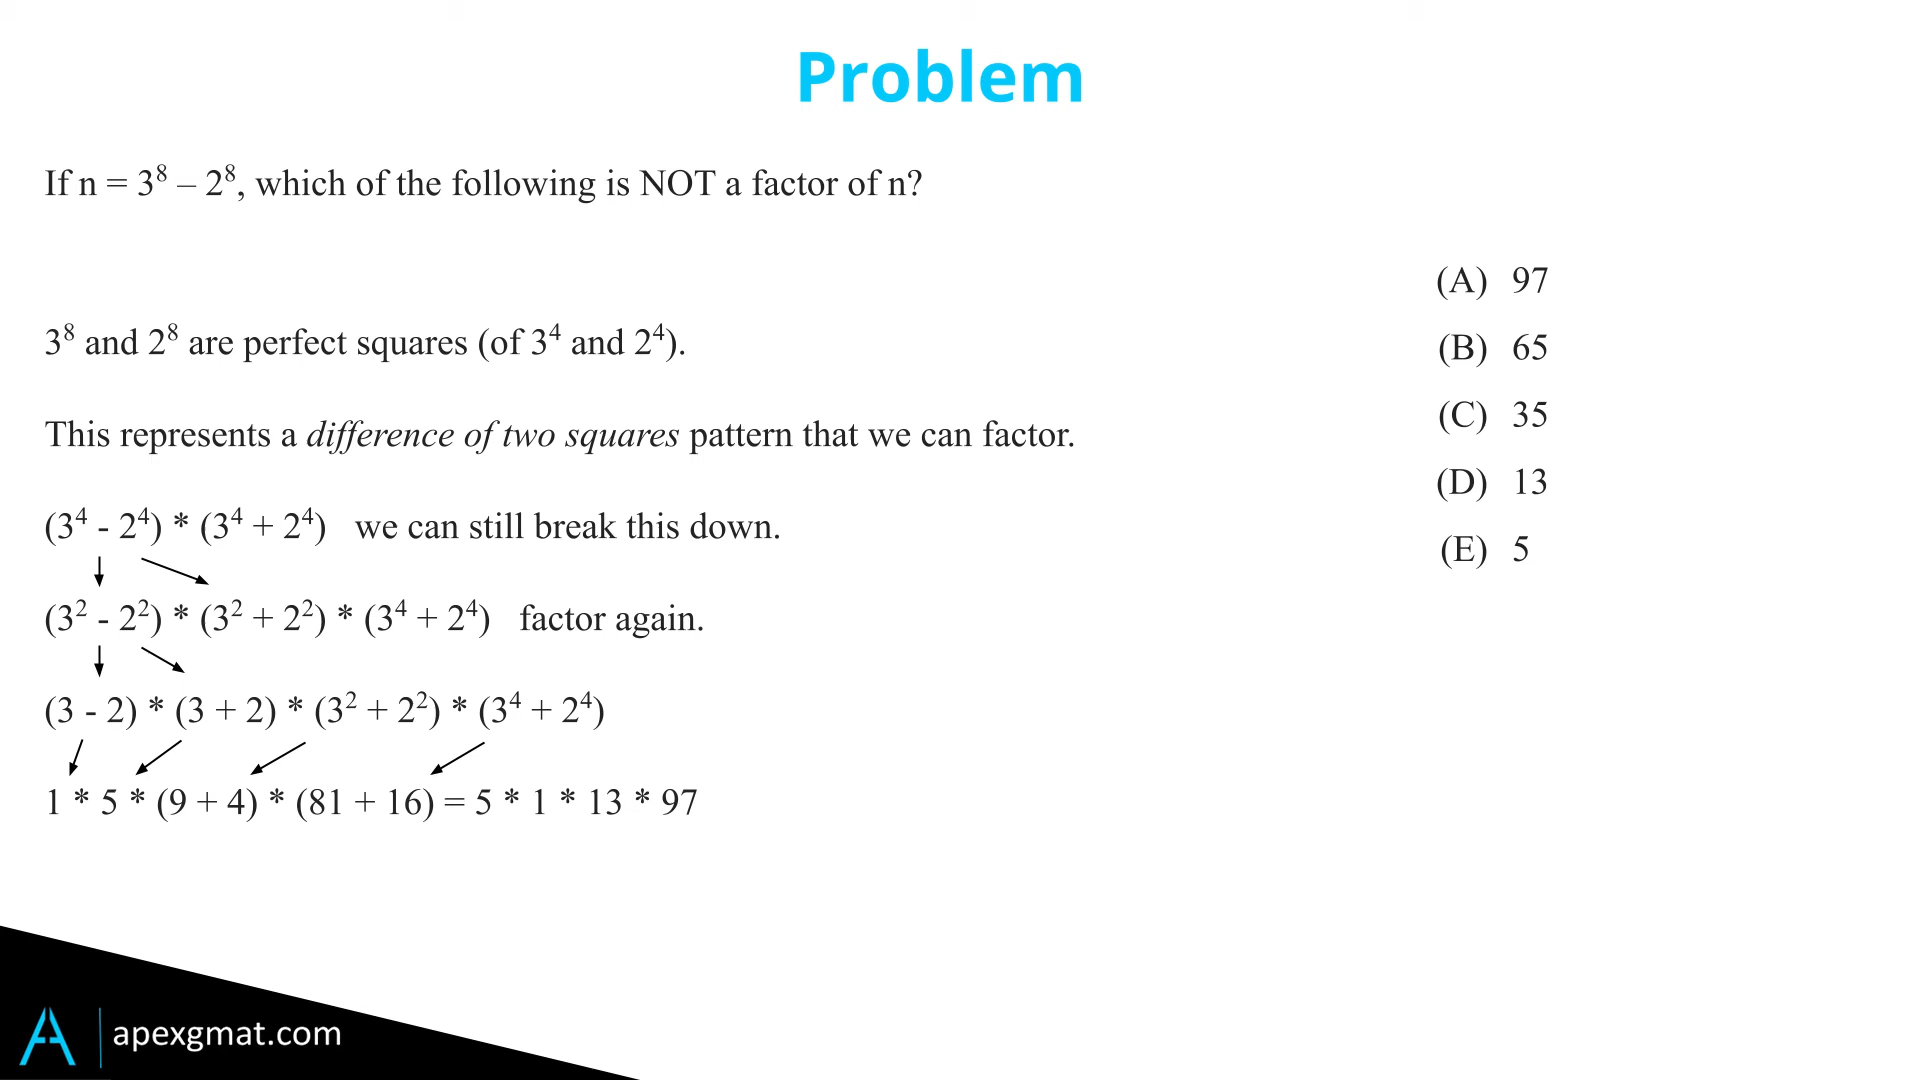 Problem
If n = 3⁸ – 2⁸, which of the following is NOT a factor of n?
3⁸ and 2⁸ are perfect squares (of 3⁴ and 2⁴).
This represents a difference of two squares pattern that we can factor.
(3⁴ - 2⁴) * (3⁴ + 2⁴) we can still break this down.
(3² - 2²) * (3² + 2²) * (3⁴ + 2⁴) factor again.
(3 - 2) * (3 + 2) * (3² + 2²) * (3⁴ + 2⁴)
1 * 5 * (9 + 4) * (81 + 16) = 5 * 1 * 13 * 97
(A) 97
(B) 65
(C) 35
(D) 13
(E) 5
apexgmat.com